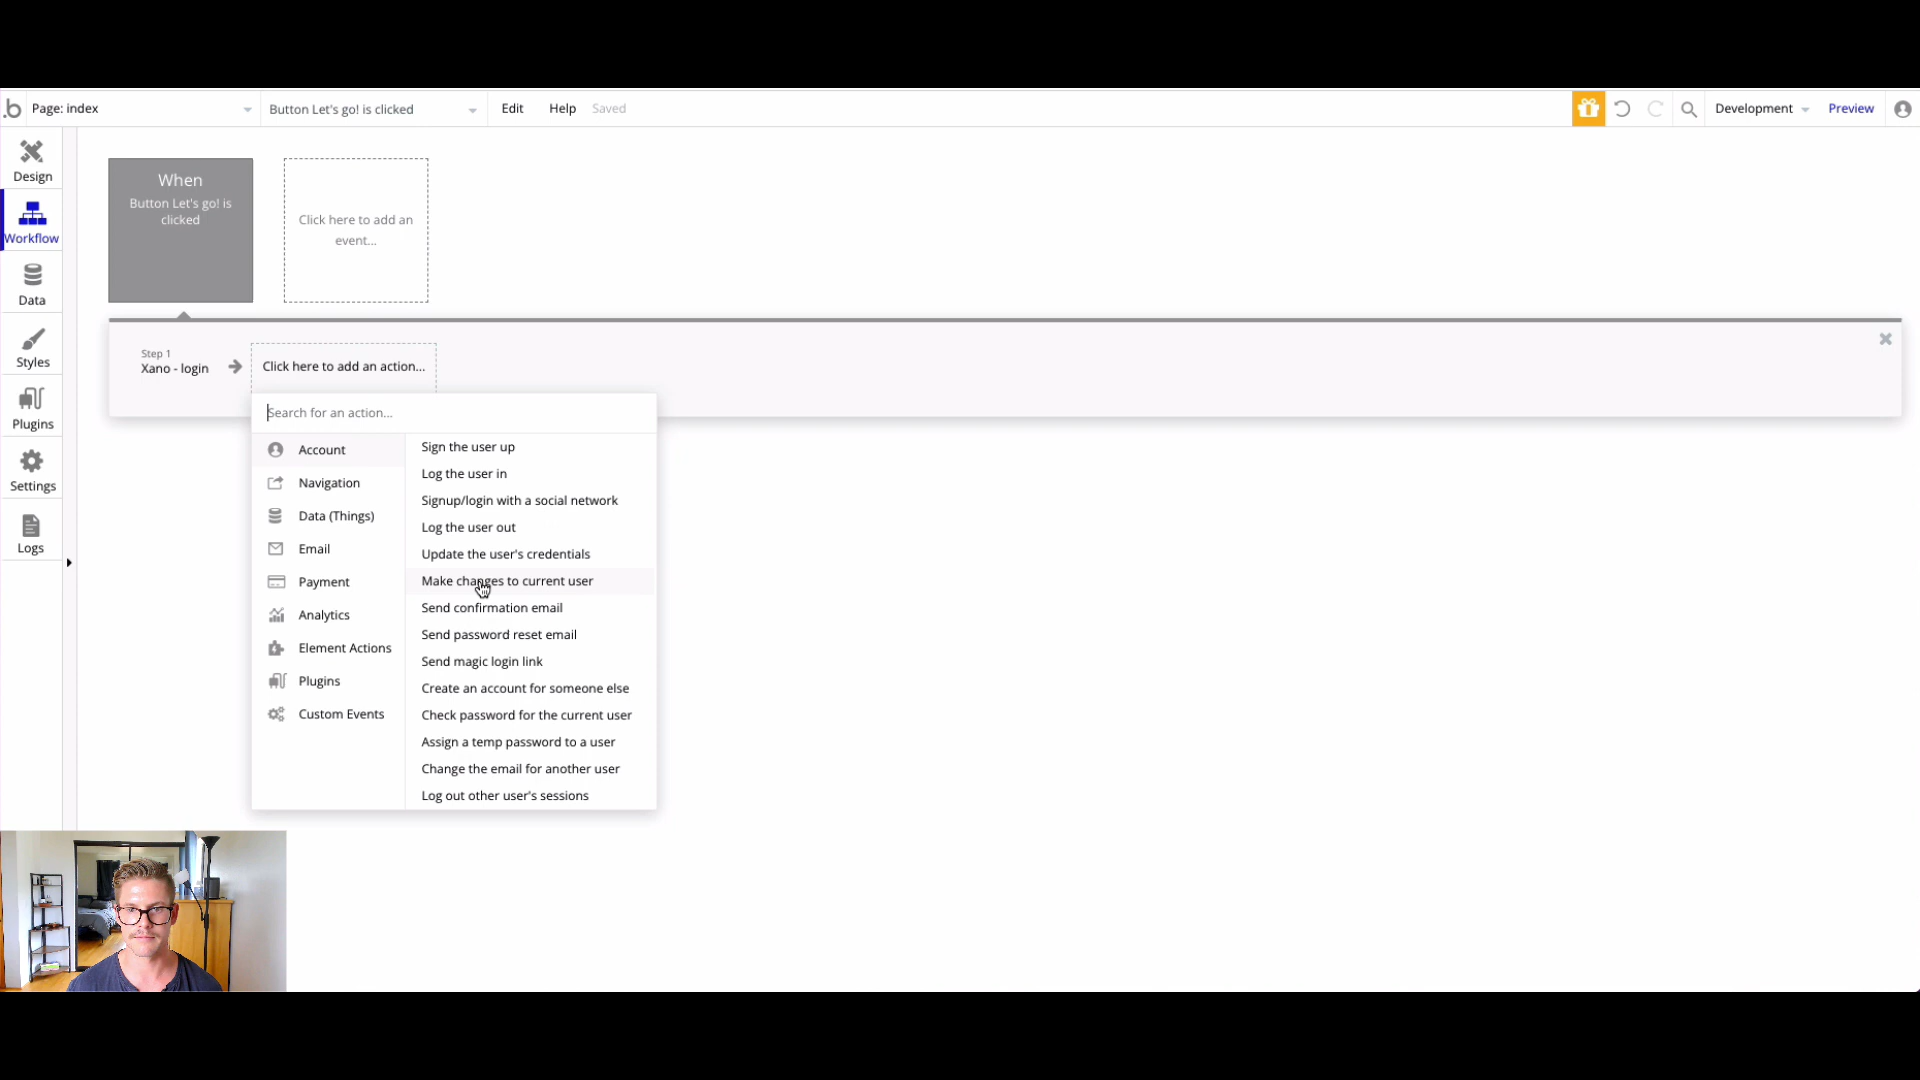 .b Page: index
Button Let's go! is clicked
Edit
Help
Saved
Development
Preview
Design
Workflow
Data
Styles
Plugins
Settings
Logs
When
Button Let's go! is
clicked
Click here to add an
event...
Step 1
Xano - login
Click here to add an action...
Search for an action...
Account
Navigation
Data (Things)
Email
Payment
Analytics
Element Actions
Plugins
Custom Events
Sign the user up
Log the user in
Signup/login with a social network
Log the user out
Update the user's credentials
Make changes to current user
Send confirmation email
Send password reset email
Send magic login link
Create an account for someone else
Check password for the current user
Assign a temp password to a user
Change the email for another user
Log out other user's sessions